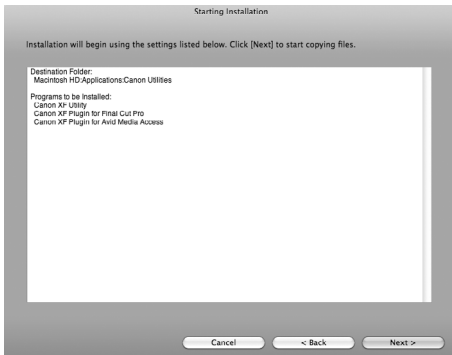 Starting Installation
Installation will begin using the settings listed below. Click [Next] to start copying files.
Destination Folder:
Macintosh HD:Applications:Canon Utilities
Programs to be Installed:
Canon XF Utility
Canon XF Plugin for Final Cut Pro
Canon XF Plugin for Avid Media Access
Cancel
< Back
Next >